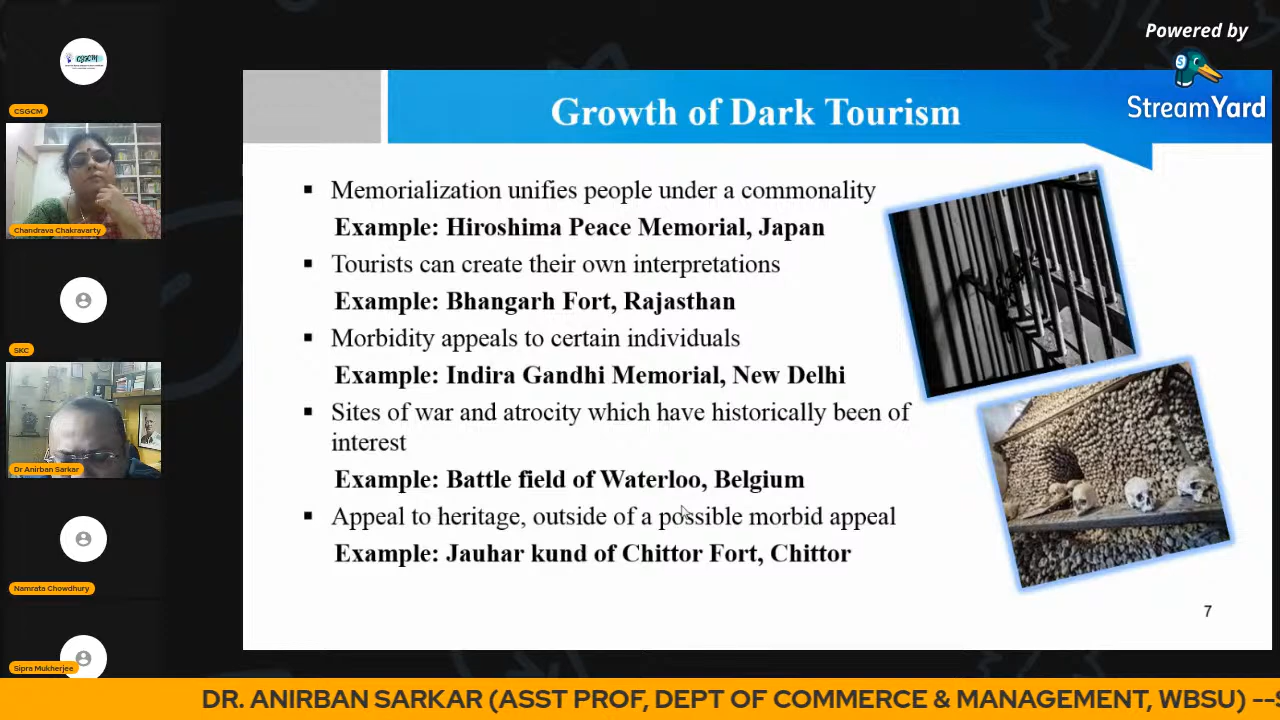 Powered by
StreamYard
CSGCM
Chandrava Chakravarty
SKC
Dr Anirban Sarkar
Namrata Chowdhury
Sipra Mukherjee
Growth of Dark Tourism
▪ Memorialization unifies people under a commonality
Example: Hiroshima Peace Memorial, Japan
▪ Tourists can create their own interpretations
Example: Bhangarh Fort, Rajasthan
▪ Morbidity appeals to certain individuals
Example: Indira Gandhi Memorial, New Delhi
▪ Sites of war and atrocity which have historically been of
interest
Example: Battle field of Waterloo, Belgium
▪ Appeal to heritage, outside of a possible morbid appeal
Example: Jauhar kund of Chittor Fort, Chittor
7
DR. ANIRBAN SARKAR (ASST PROF, DEPT OF COMMERCE & MANAGEMENT, WBSU) --